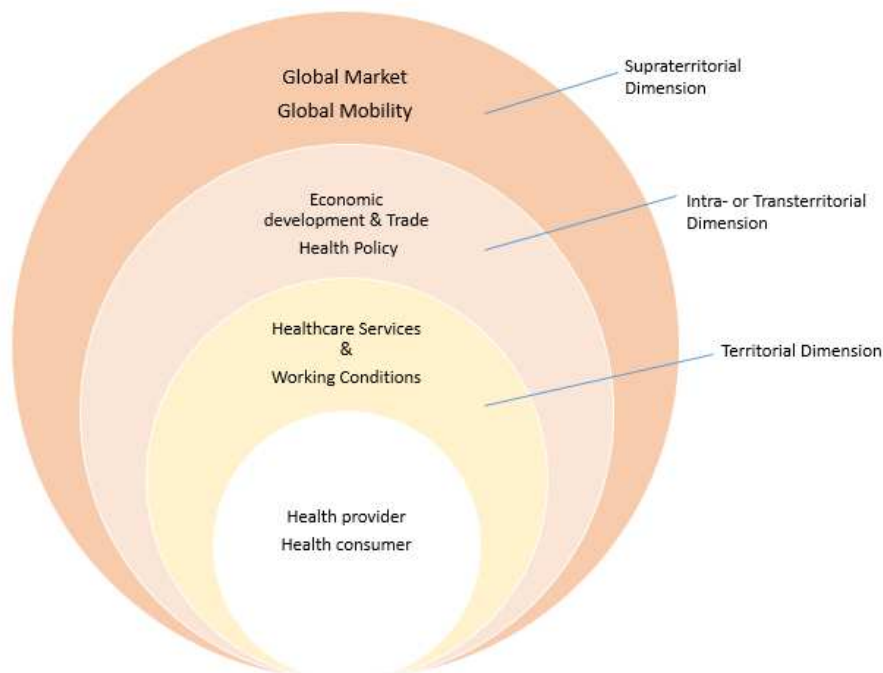 Global Market
Global Mobility
Supraterritorial
Dimension
Economic
development & Trade
Health Policy
Intra- or Transterritorial
Dimension
Healthcare Services
&
Working Conditions
Territorial Dimension
Health provider
Health consumer